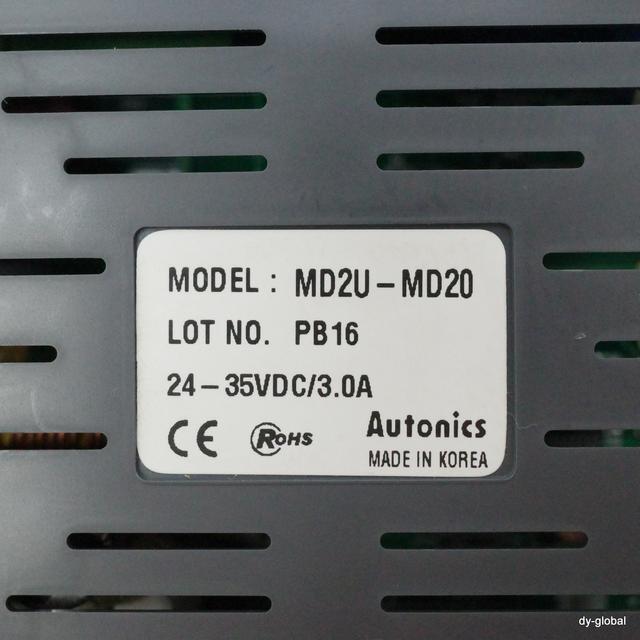 MODEL : MD2U-MD20
LOT NO. PB16
24-35VDC/3.0A
CE RoHS Autonics
MADE IN KOREA
dy-global